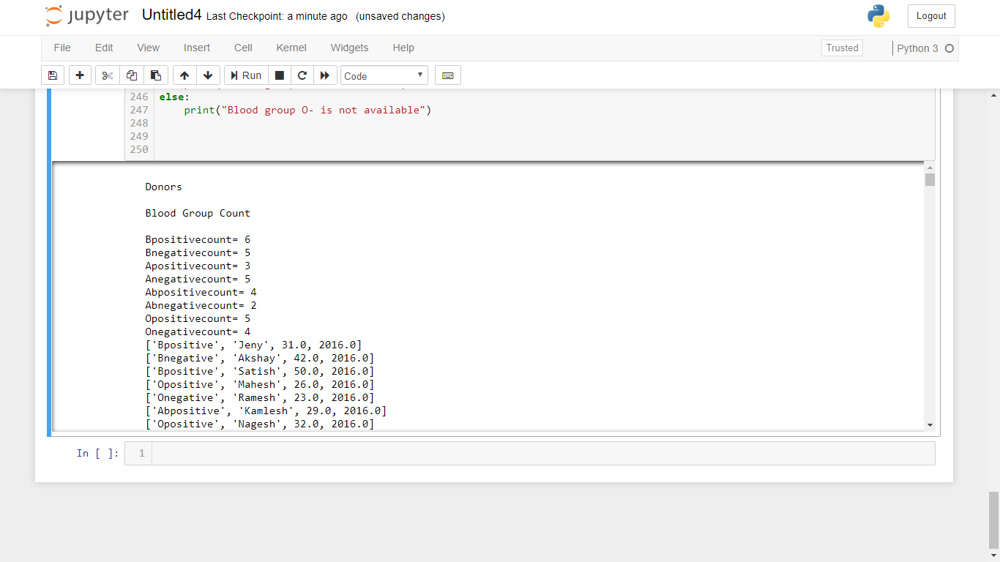 jupyter Untitled4 Last Checkpoint: a minute ago (unsaved changes) Logout
File Edit View Insert Cell Kernel Widgets Help Trusted Python 3
Run Code
246 else:
247 print("Blood group O- is not available")
248
249
250
Donors
Blood Group Count
Bpositivecount= 6
Bnegativecount= 5
Apositivecount= 3
Anegativecount= 5
Abpositivecount= 4
Abnegativecount= 2
Opositivecount= 5
Onegativecount= 4
['Bpositive', 'Jeny', 31.0, 2016.0]
['Bnegative', 'Akshay', 42.0, 2016.0]
['Bpositive', 'Satish', 50.0, 2016.0]
['Opositive', 'Mahesh', 26.0, 2016.0]
['Onegative', 'Ramesh', 23.0, 2016.0]
['Abpositive', 'Kamlesh', 29.0, 2016.0]
['Opositive', 'Nagesh', 32.0, 2016.0]
In [ ]: 1